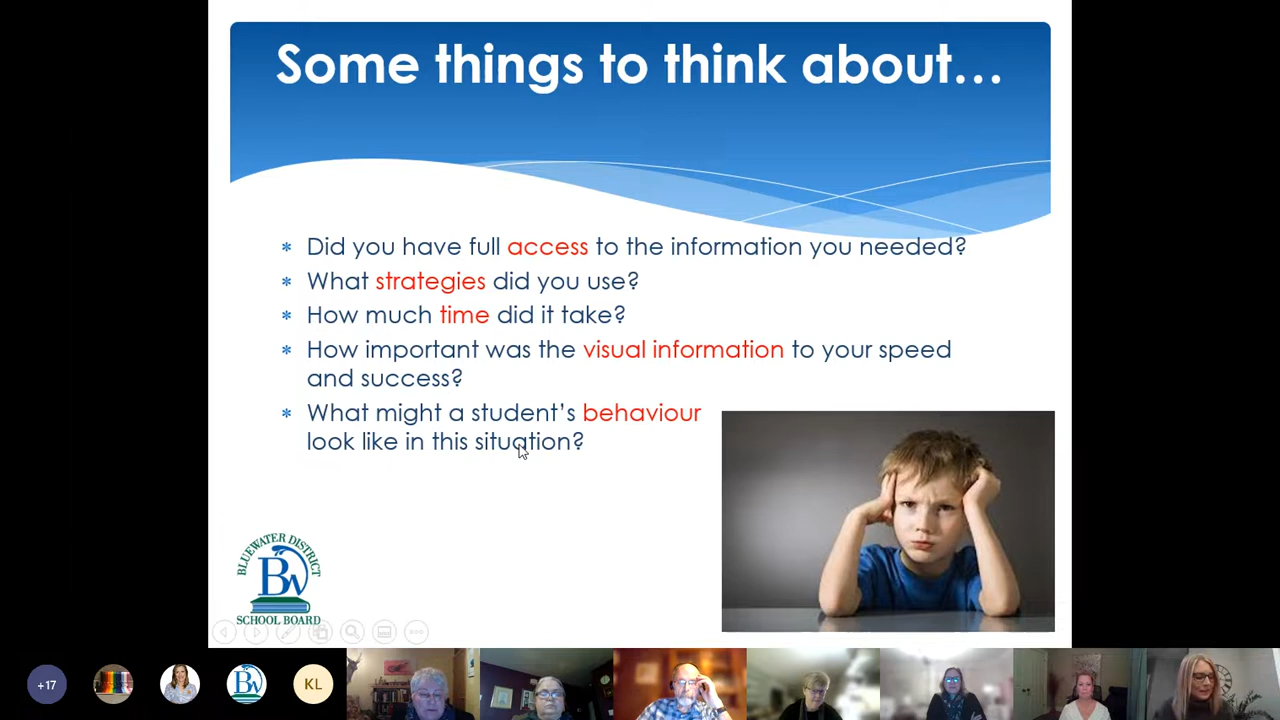 Some things to think about...
Did you have full access to the information you needed?
What strategies did you use?
How much time did it take?
How important was the visual information to your speed
and success?
What might a student's behaviour
look like in this situation?
BLUEWATER DISTRICT
BW
SCHOOL BOARD
+17
BW
KL